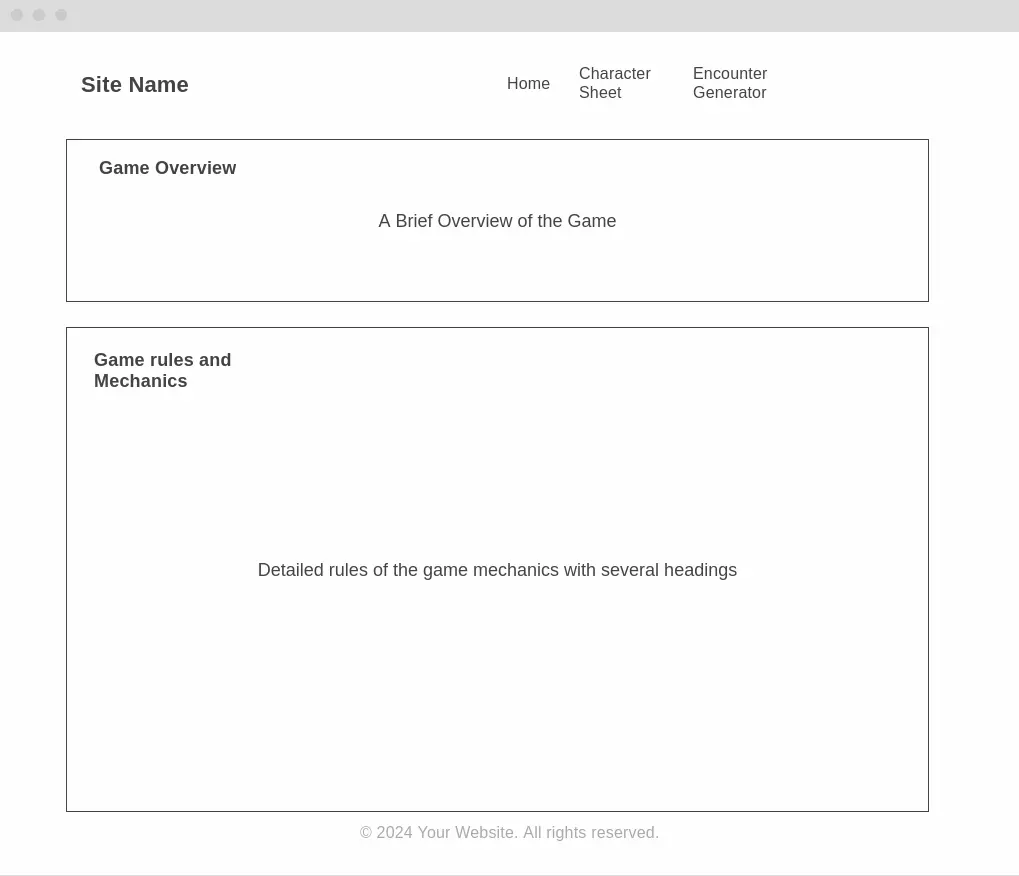 Site Name
Home
Character
Sheet
Encounter
Generator
Game Overview
A Brief Overview of the Game
Game rules and
Mechanics
Detailed rules of the game mechanics with several headings
© 2024 Your Website. All rights reserved.